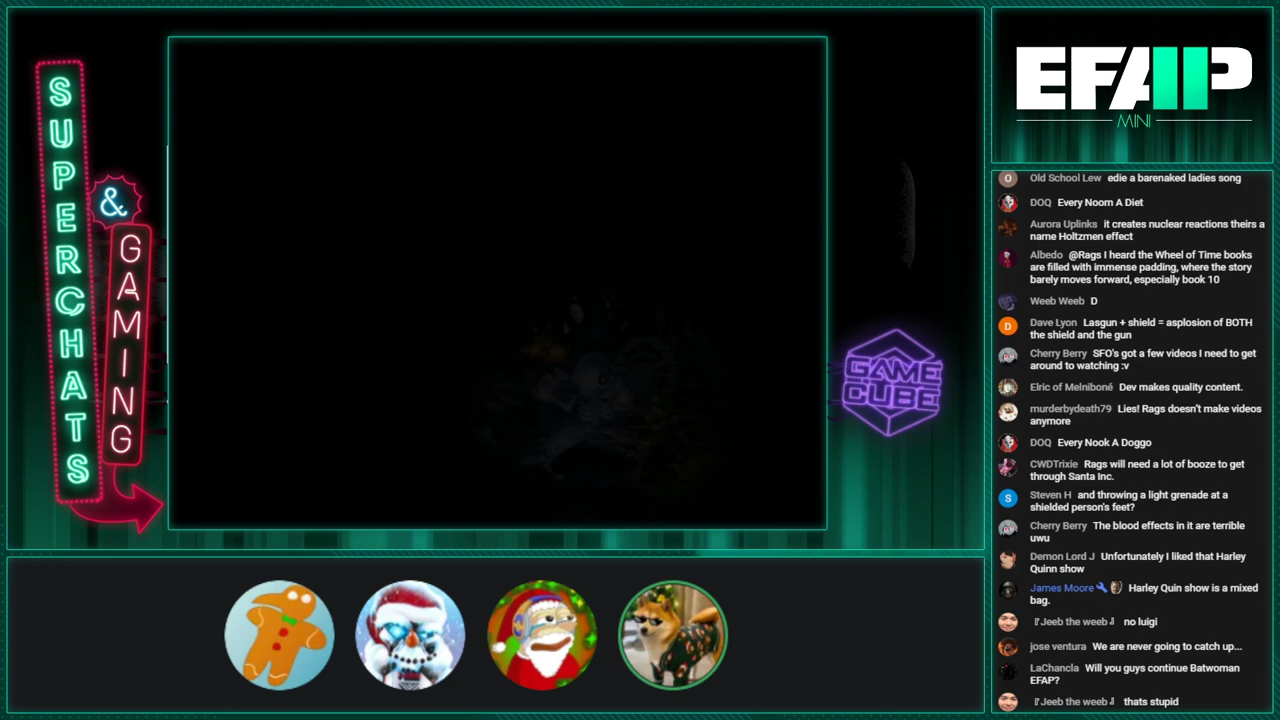 SUPERCHATS
&
GAMING
GAME
CUBE
EFAP
MINI
Old School Lew edie a barenaked ladies song
DOQ Every Noom A Diet
Aurora Uplinks it creates nuclear reactions theirs a
name Holtzmen effect
Albedo @Rags I heard the Wheel of Time books
are filled with immense padding, where the story
barely moves forward, especially book 10
Weeb Weeb D
Dave Lyon Lasgun + shield = asplosion of BOTH
the shield and the gun
Cherry Berry SFO's got a few videos I need to get
around to watching :v
Elric of Melniboné Dev makes quality content.
murderbydeath79 Lies! Rags doesn't make videos
anymore
DOQ Every Nook A Doggo
CWDTrixie Rags will need a lot of booze to get
through Santa Inc.
Steven H and throwing a light grenade at a
shielded person's feet?
Cherry Berry The blood effects in it are terrible
uwu
Demon Lord J Unfortunately I liked that Harley
Quinn show
James Moore Harley Quin show is a mixed
bag.
『Jeeb the weeb』 no luigi
jose ventura We are never going to catch up...
LaChancla Will you guys continue Batwoman
EFAP?
『Jeeb the weeb』 thats stupid